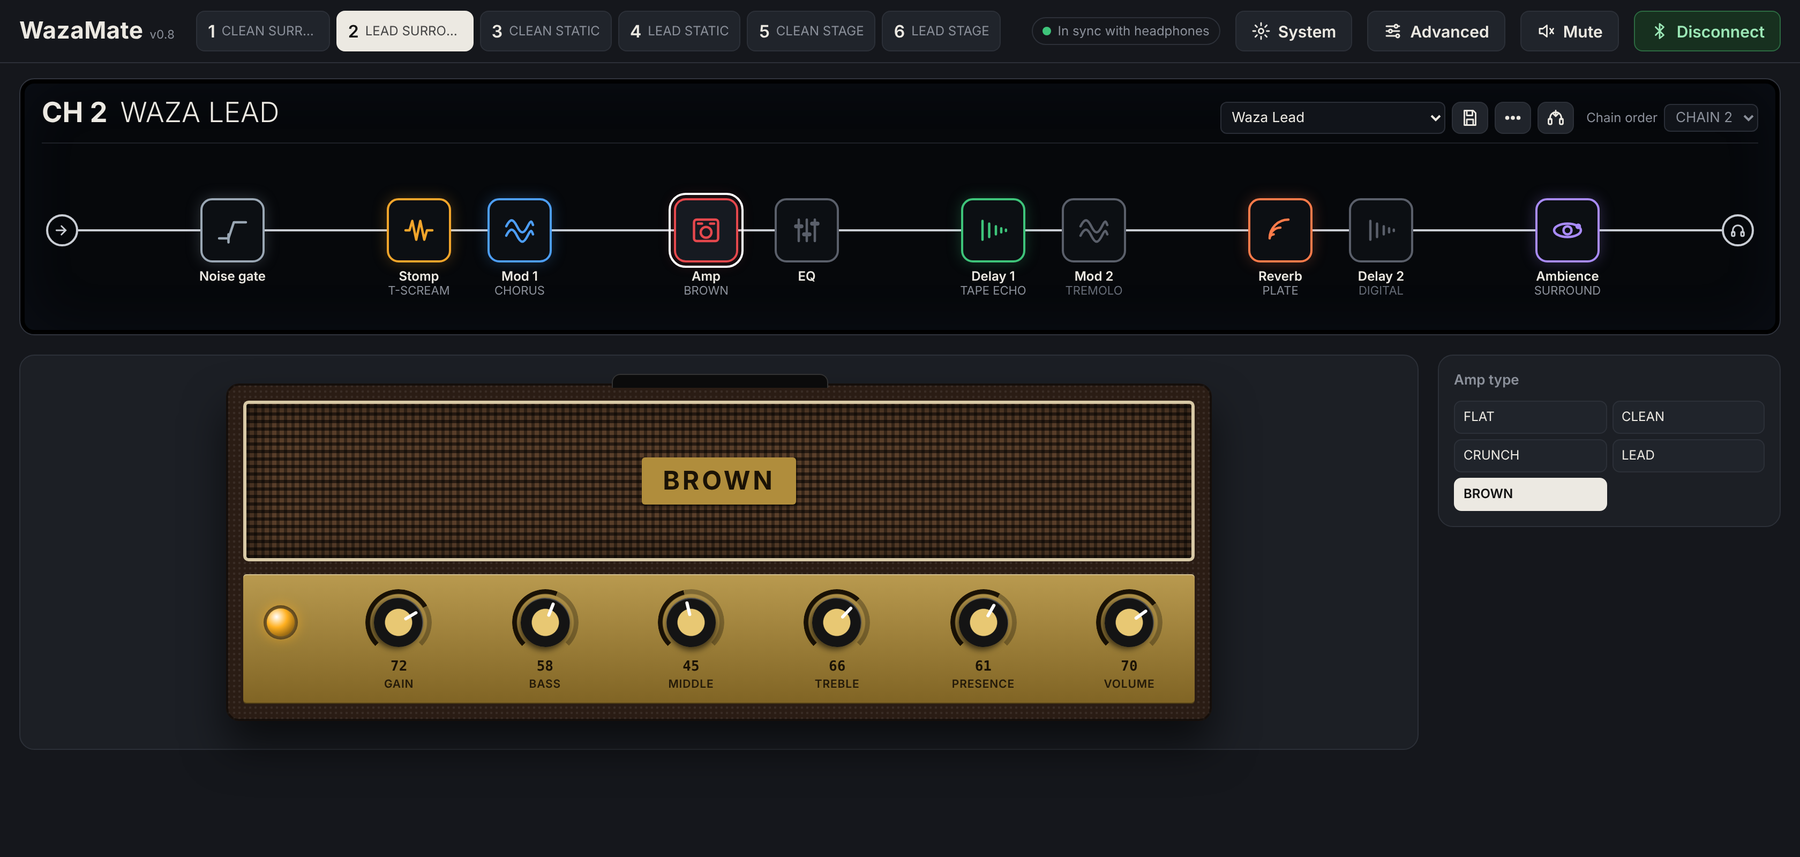 WazaMate v0.8
1 CLEAN SURR...
2 LEAD SURRO...
3 CLEAN STATIC
4 LEAD STATIC
5 CLEAN STAGE
6 LEAD STAGE
In sync with headphones
System
Advanced
Mute
Disconnect
CH 2 WAZA LEAD
Waza Lead
Chain order
CHAIN 2
Noise gate
Stomp
T-SCREAM
Mod 1
CHORUS
Amp
BROWN
EQ
Delay 1
TAPE ECHO
Mod 2
TREMOLO
Reverb
PLATE
Delay 2
DIGITAL
Ambience
SURROUND
BROWN
72
GAIN
58
BASS
45
MIDDLE
66
TREBLE
61
PRESENCE
70
VOLUME
Amp type
FLAT
CLEAN
CRUNCH
LEAD
BROWN